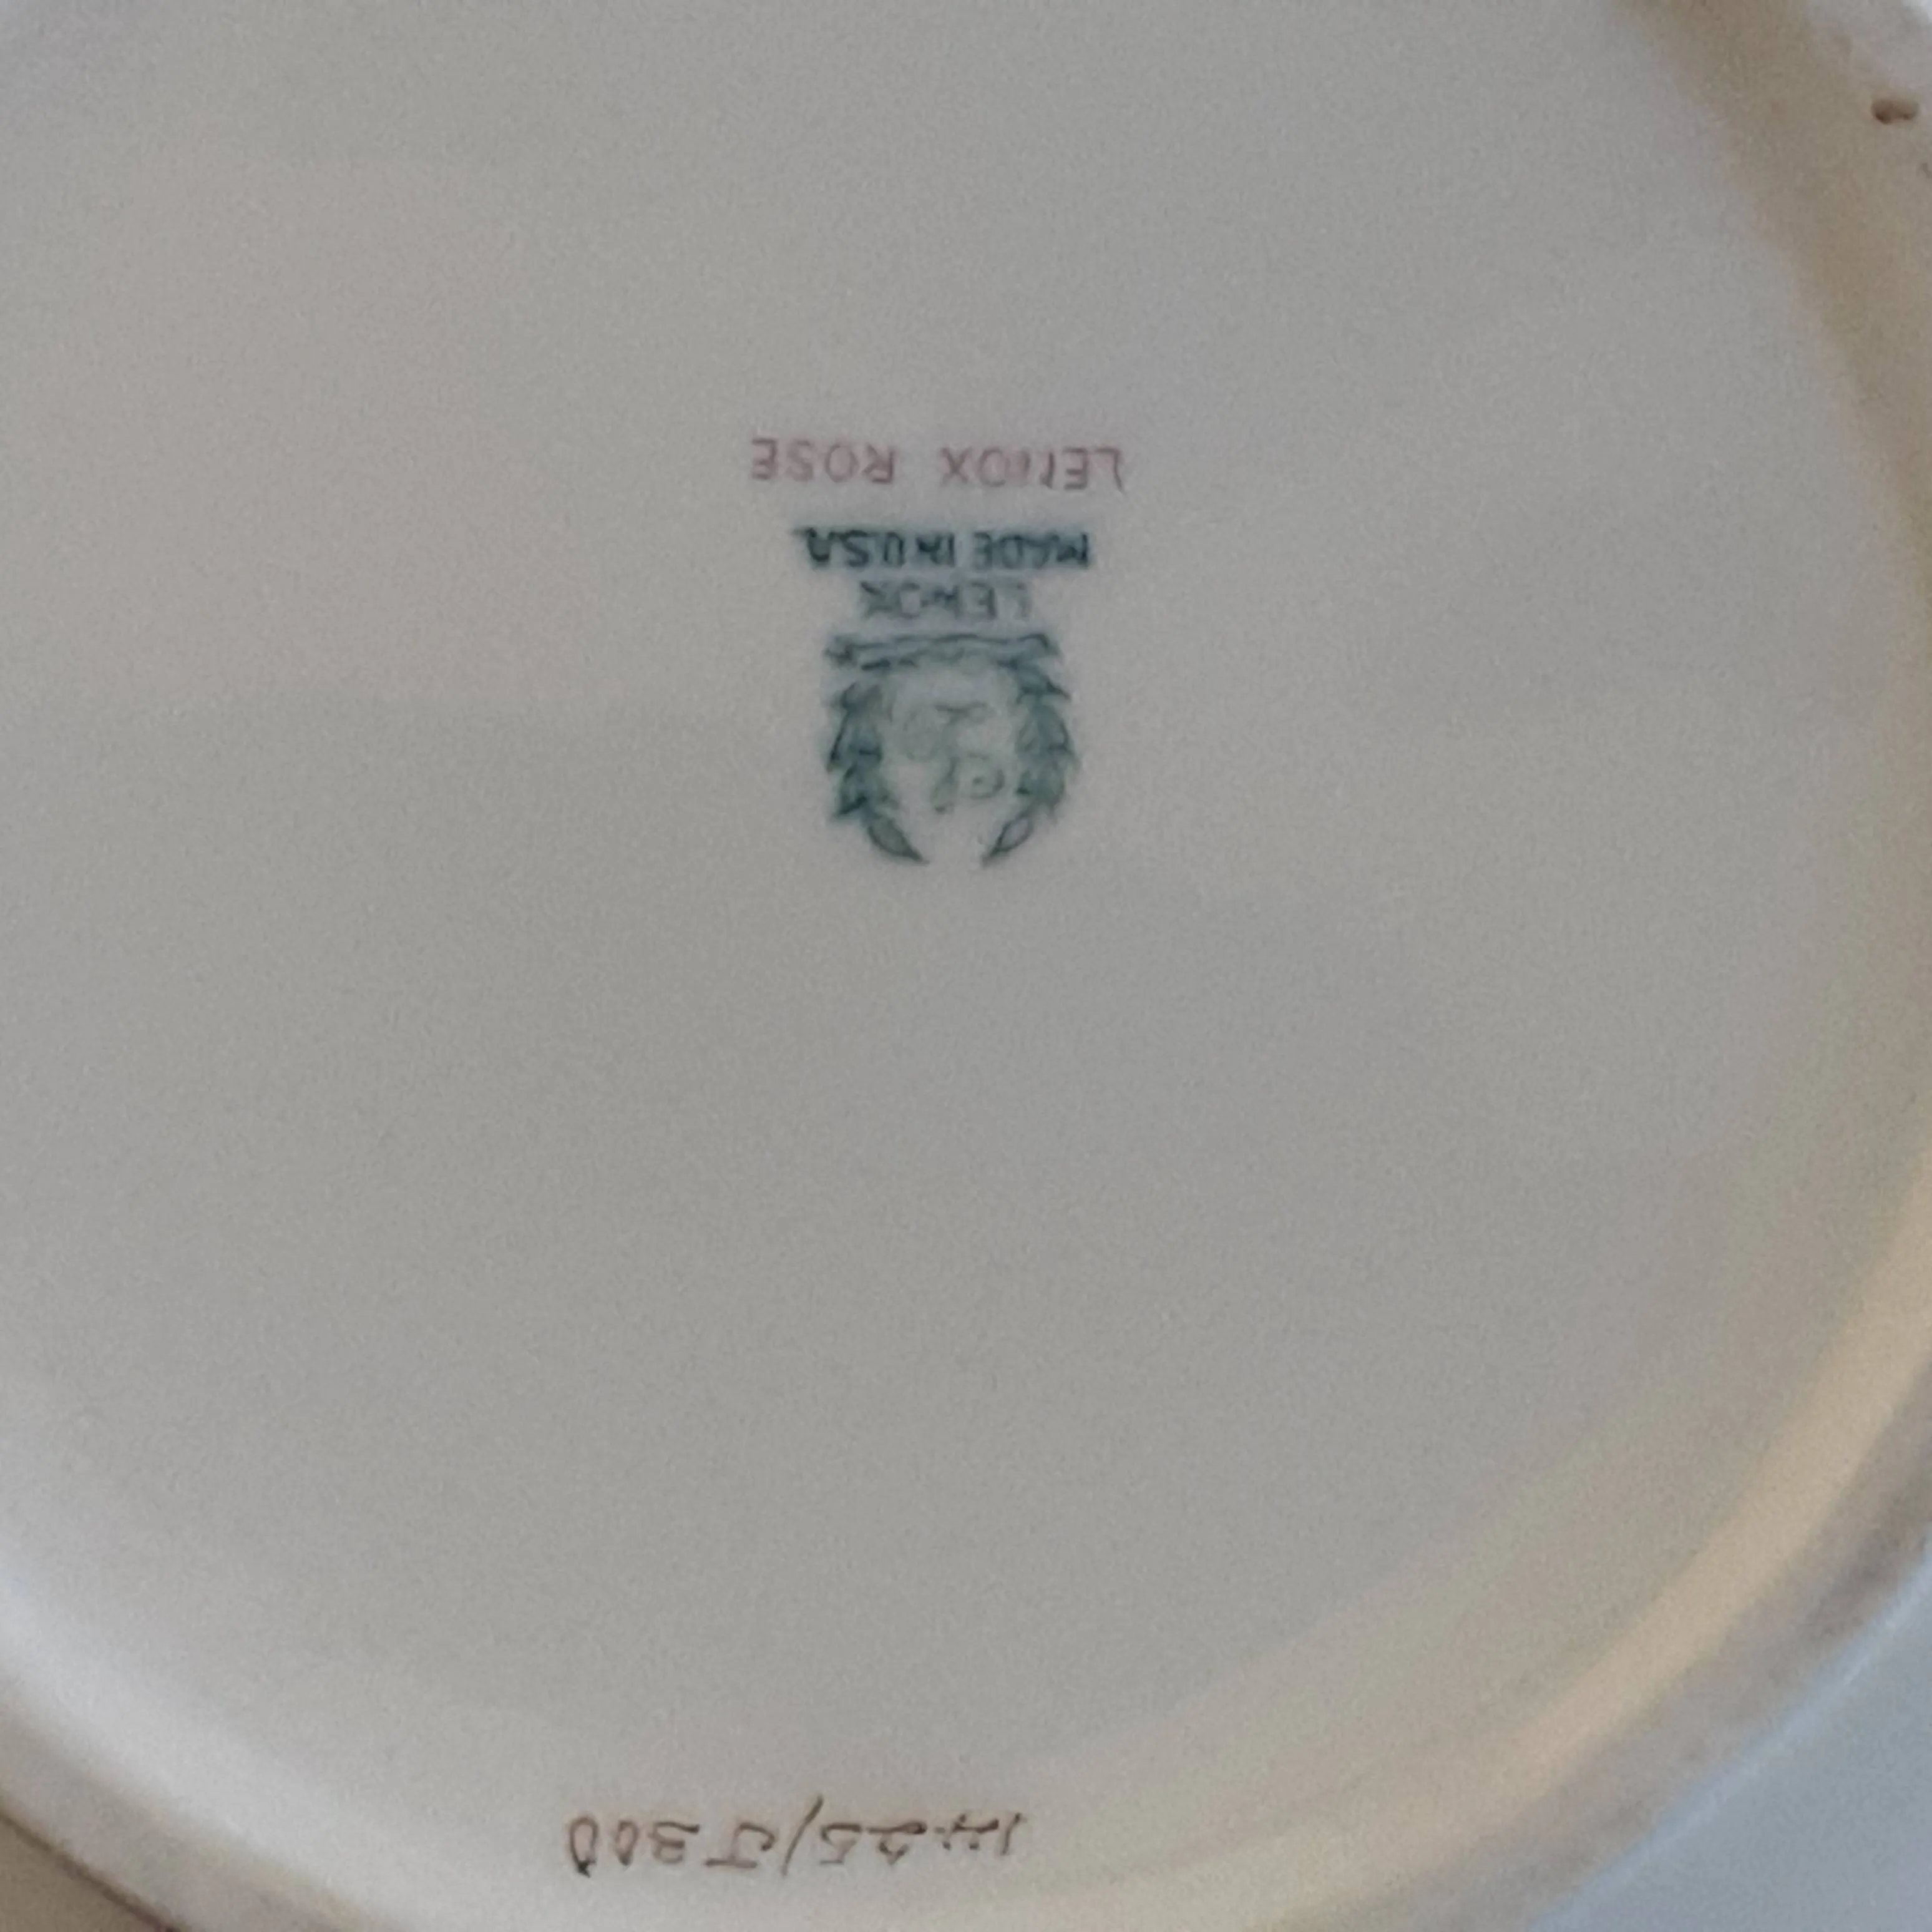 1425/J300
L
LENOX
MADE IN U.S.A.
LENOX ROSE